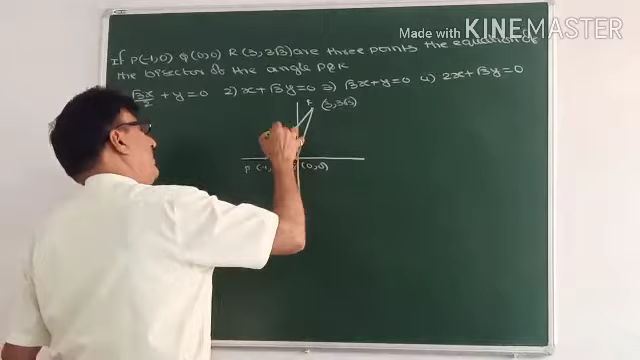 Made with KINEMASTER
If P(-1,0) Q(0,0) R(3,3√3) are three points the equation of
the bisector of the angle PQR
√3x/2 + y = 0 2) x + √3y = 0 3) √3x + y = 0 4) 2x + √3y = 0
(3,3√3)
P (-1, (0,0)